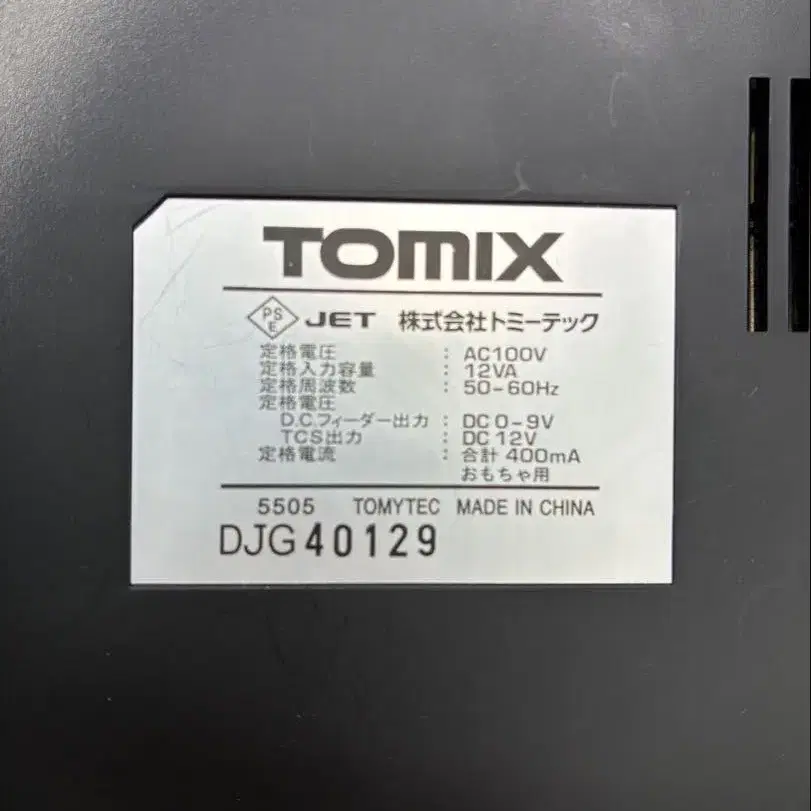 TOMIX
PS
E
JET 株式会社トミーテック
定格電圧 : AC100V
定格入力容量 : 12VA
定格周波数 : 50-60Hz
定格電圧
D.C.フィーダー出力 : DC 0-9V
TCS出力 : DC 12V
定格電流 : 合計 400mA
おもちゃ用
5505 TOMYTEC MADE IN CHINA
DJG40129